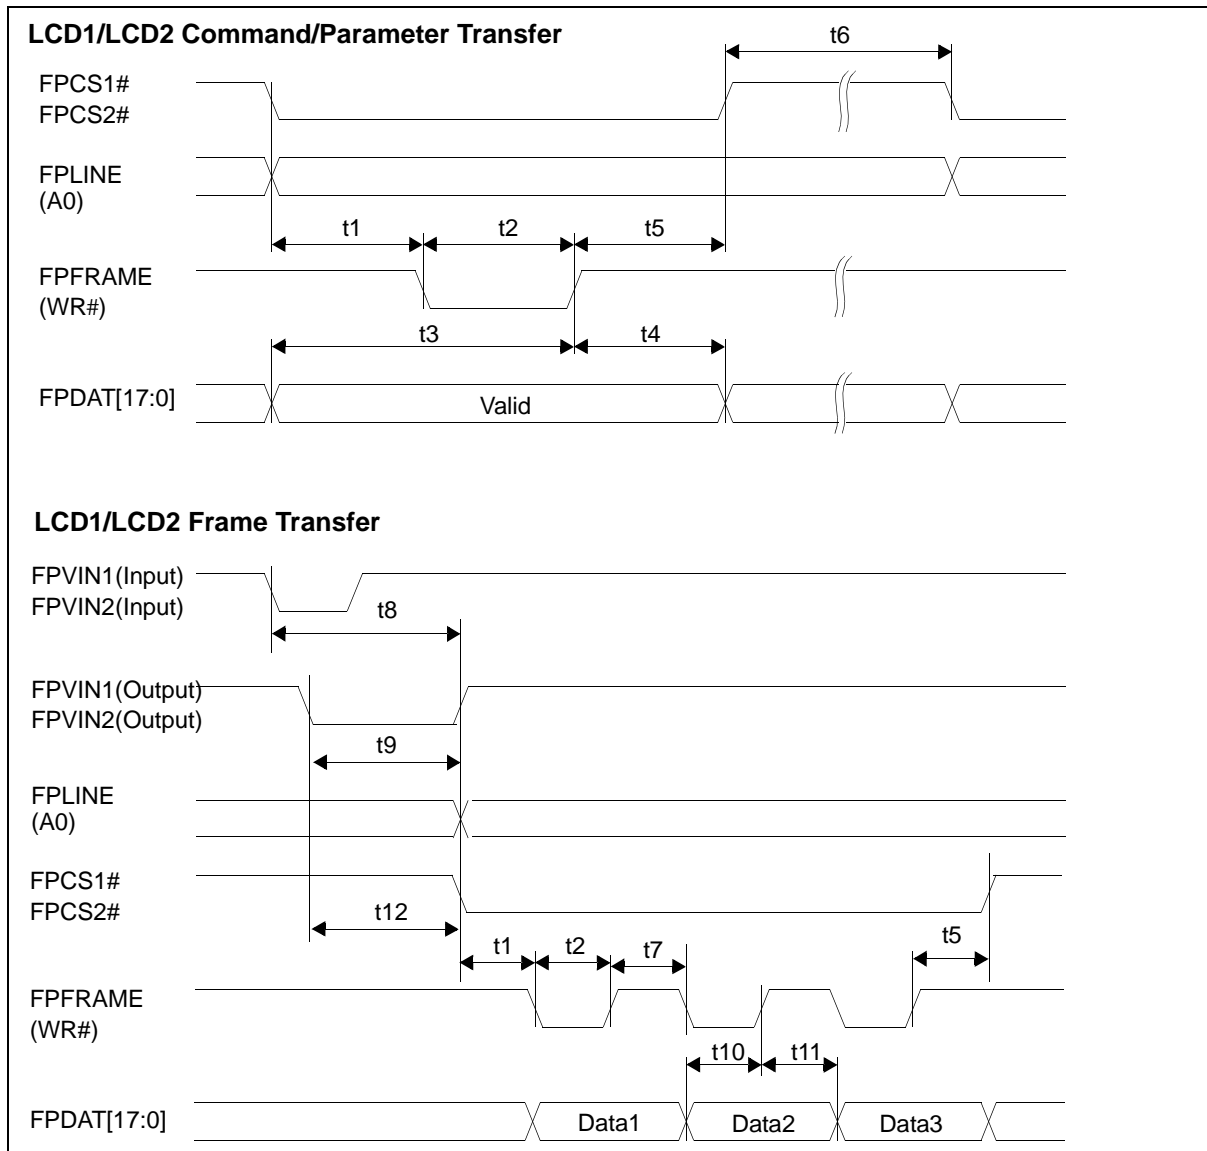 LCD1/LCD2 Command/Parameter Transfer
t6
FPCS1#
FPCS2#
FPLINE
(A0)
t1
t2
t5
FPFRAME
(WR#)
t3
t4
FPDAT[17:0]
Valid
LCD1/LCD2 Frame Transfer
FPVIN1(Input)
FPVIN2(Input)
t8
FPVIN1(Output)
FPVIN2(Output)
t9
FPLINE
(A0)
FPCS1#
FPCS2#
t12
t1
t2
t7
t5
FPFRAME
(WR#)
t10
t11
FPDAT[17:0]
Data1
Data2
Data3